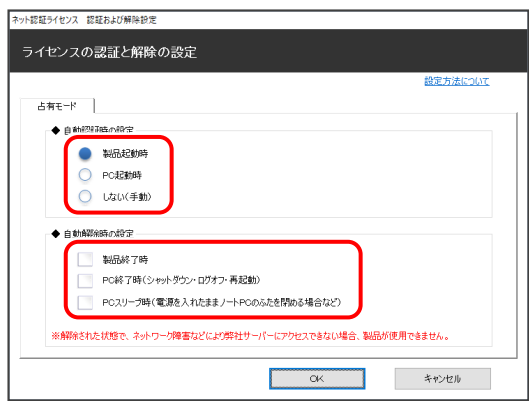 ネット認証ライセンス　認証および解除設定
ライセンスの認証と解除の設定
設定方法について
占有モード
◆ 自動認証時の設定
製品起動時
PC起動時
しない(手動)
◆ 自動解除時の設定
製品終了時
PC終了時(シャットダウン・ログオフ・再起動)
PCスリープ時(電源を入れたままノートPCのふたを閉める場合など)
※解除された状態で、ネットワーク障害などにより弊社サーバーにアクセスできない場合、製品が使用できません。
OK
キャンセル